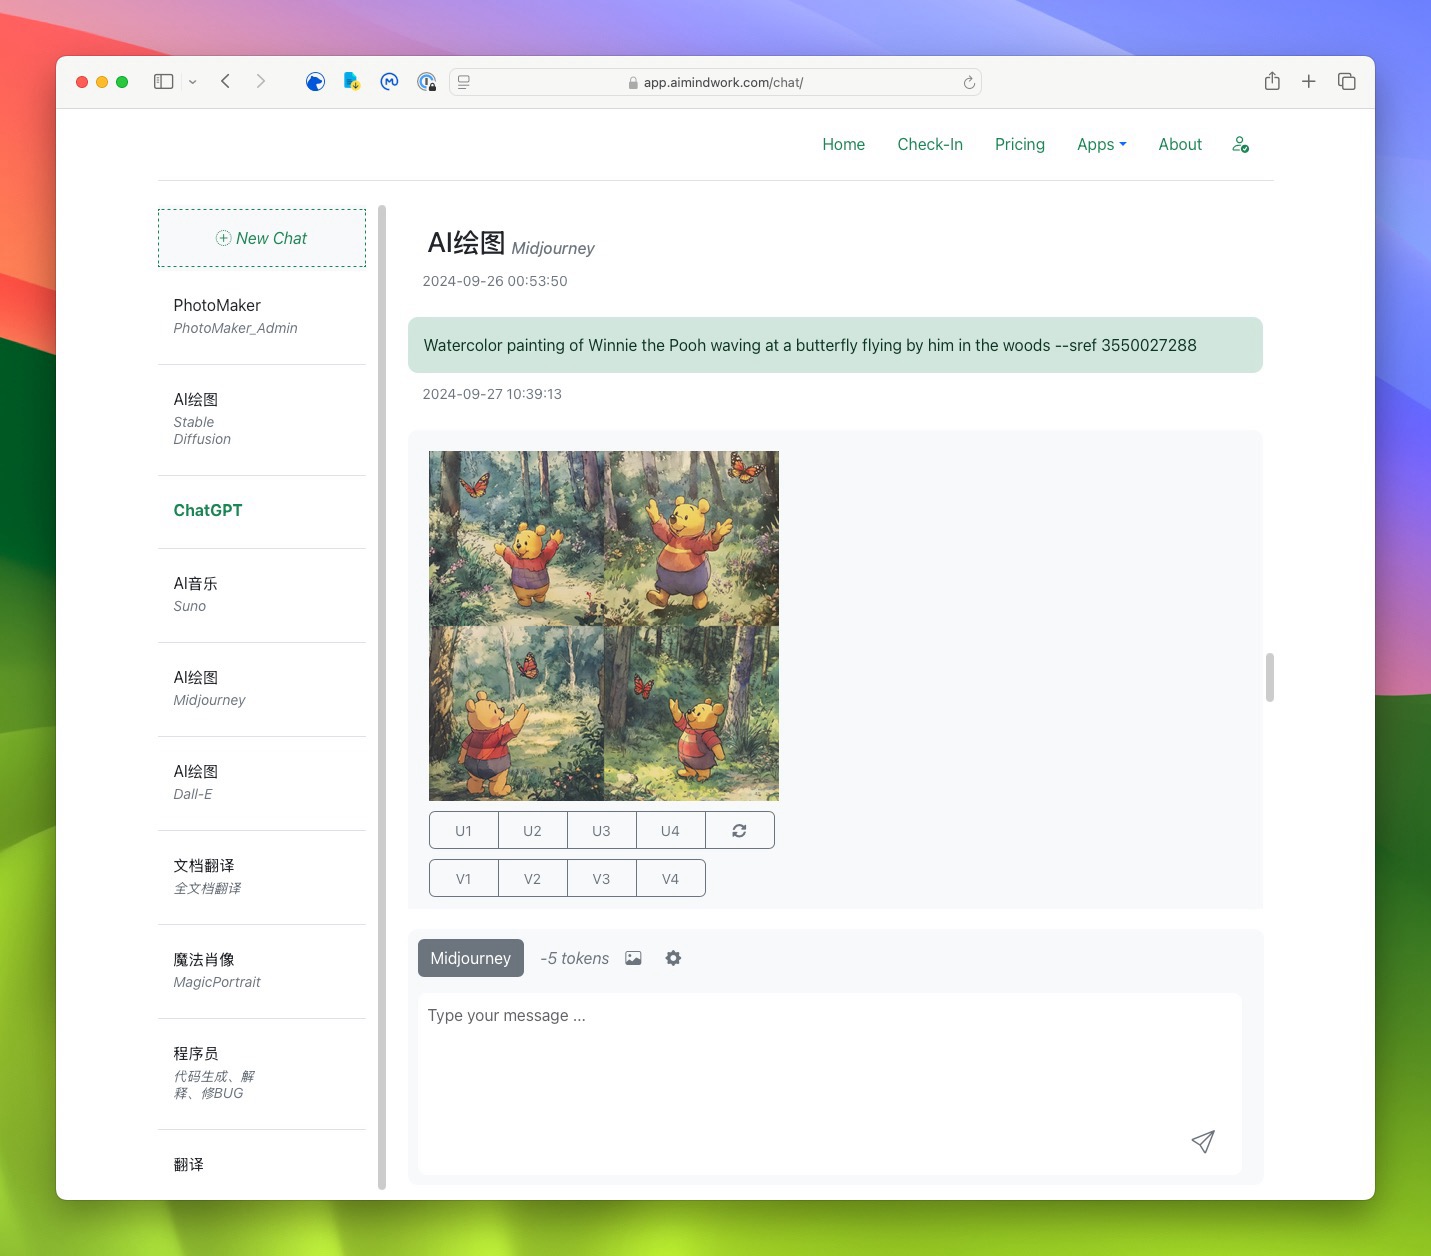 app.aimindwork.com/chat/
Home Check-In Pricing Apps About
New Chat
PhotoMaker
PhotoMaker_Admin
AI绘图
Stable
Diffusion
ChatGPT
AI音乐
Suno
AI绘图
Midjourney
AI绘图
Dall-E
文档翻译
全文档翻译
魔法肖像
MagicPortrait
程序员
代码生成、解
释、修BUG
翻译
AI绘图 Midjourney
2024-09-26 00:53:50
Watercolor painting of Winnie the Pooh waving at a butterfly flying by him in the woods --sref 3550027288
2024-09-27 10:39:13
U1 U2 U3 U4
V1 V2 V3 V4
Midjourney -5 tokens
Type your message ...